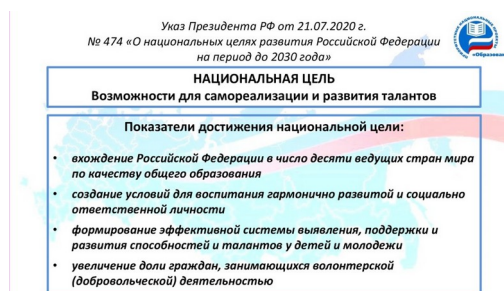 Указ Президента РФ от 21.07.2020 г.
№ 474 «О национальных целях развития Российской Федерации
на период до 2030 года»
НАЦИОНАЛЬНАЯ ЦЕЛЬ
Возможности для самореализации и развития талантов
Показатели достижения национальной цели:
• вхождение Российской Федерации в число десяти ведущих стран мира
по качеству общего образования
• создание условий для воспитания гармонично развитой и социально
ответственной личности
• формирование эффективной системы выявления, поддержки и
развития способностей и талантов у детей и молодежи
• увеличение доли граждан, занимающихся волонтерской
(добровольческой) деятельностью